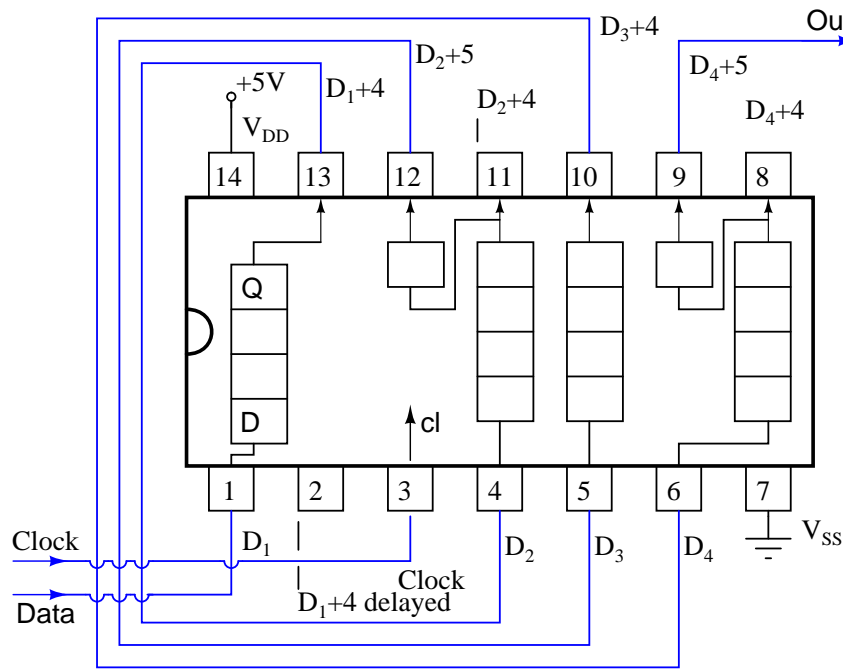 Ou
D3+4
D2+5
D4+5
+5V
D1+4
D2+4
D4+4
VDD
14
13
12
11
10
9
8
Q
D
cl
1
2
3
4
5
6
7
Clock
D1
D2
D3
D4
VSS
Clock
Data
D1+4 delayed